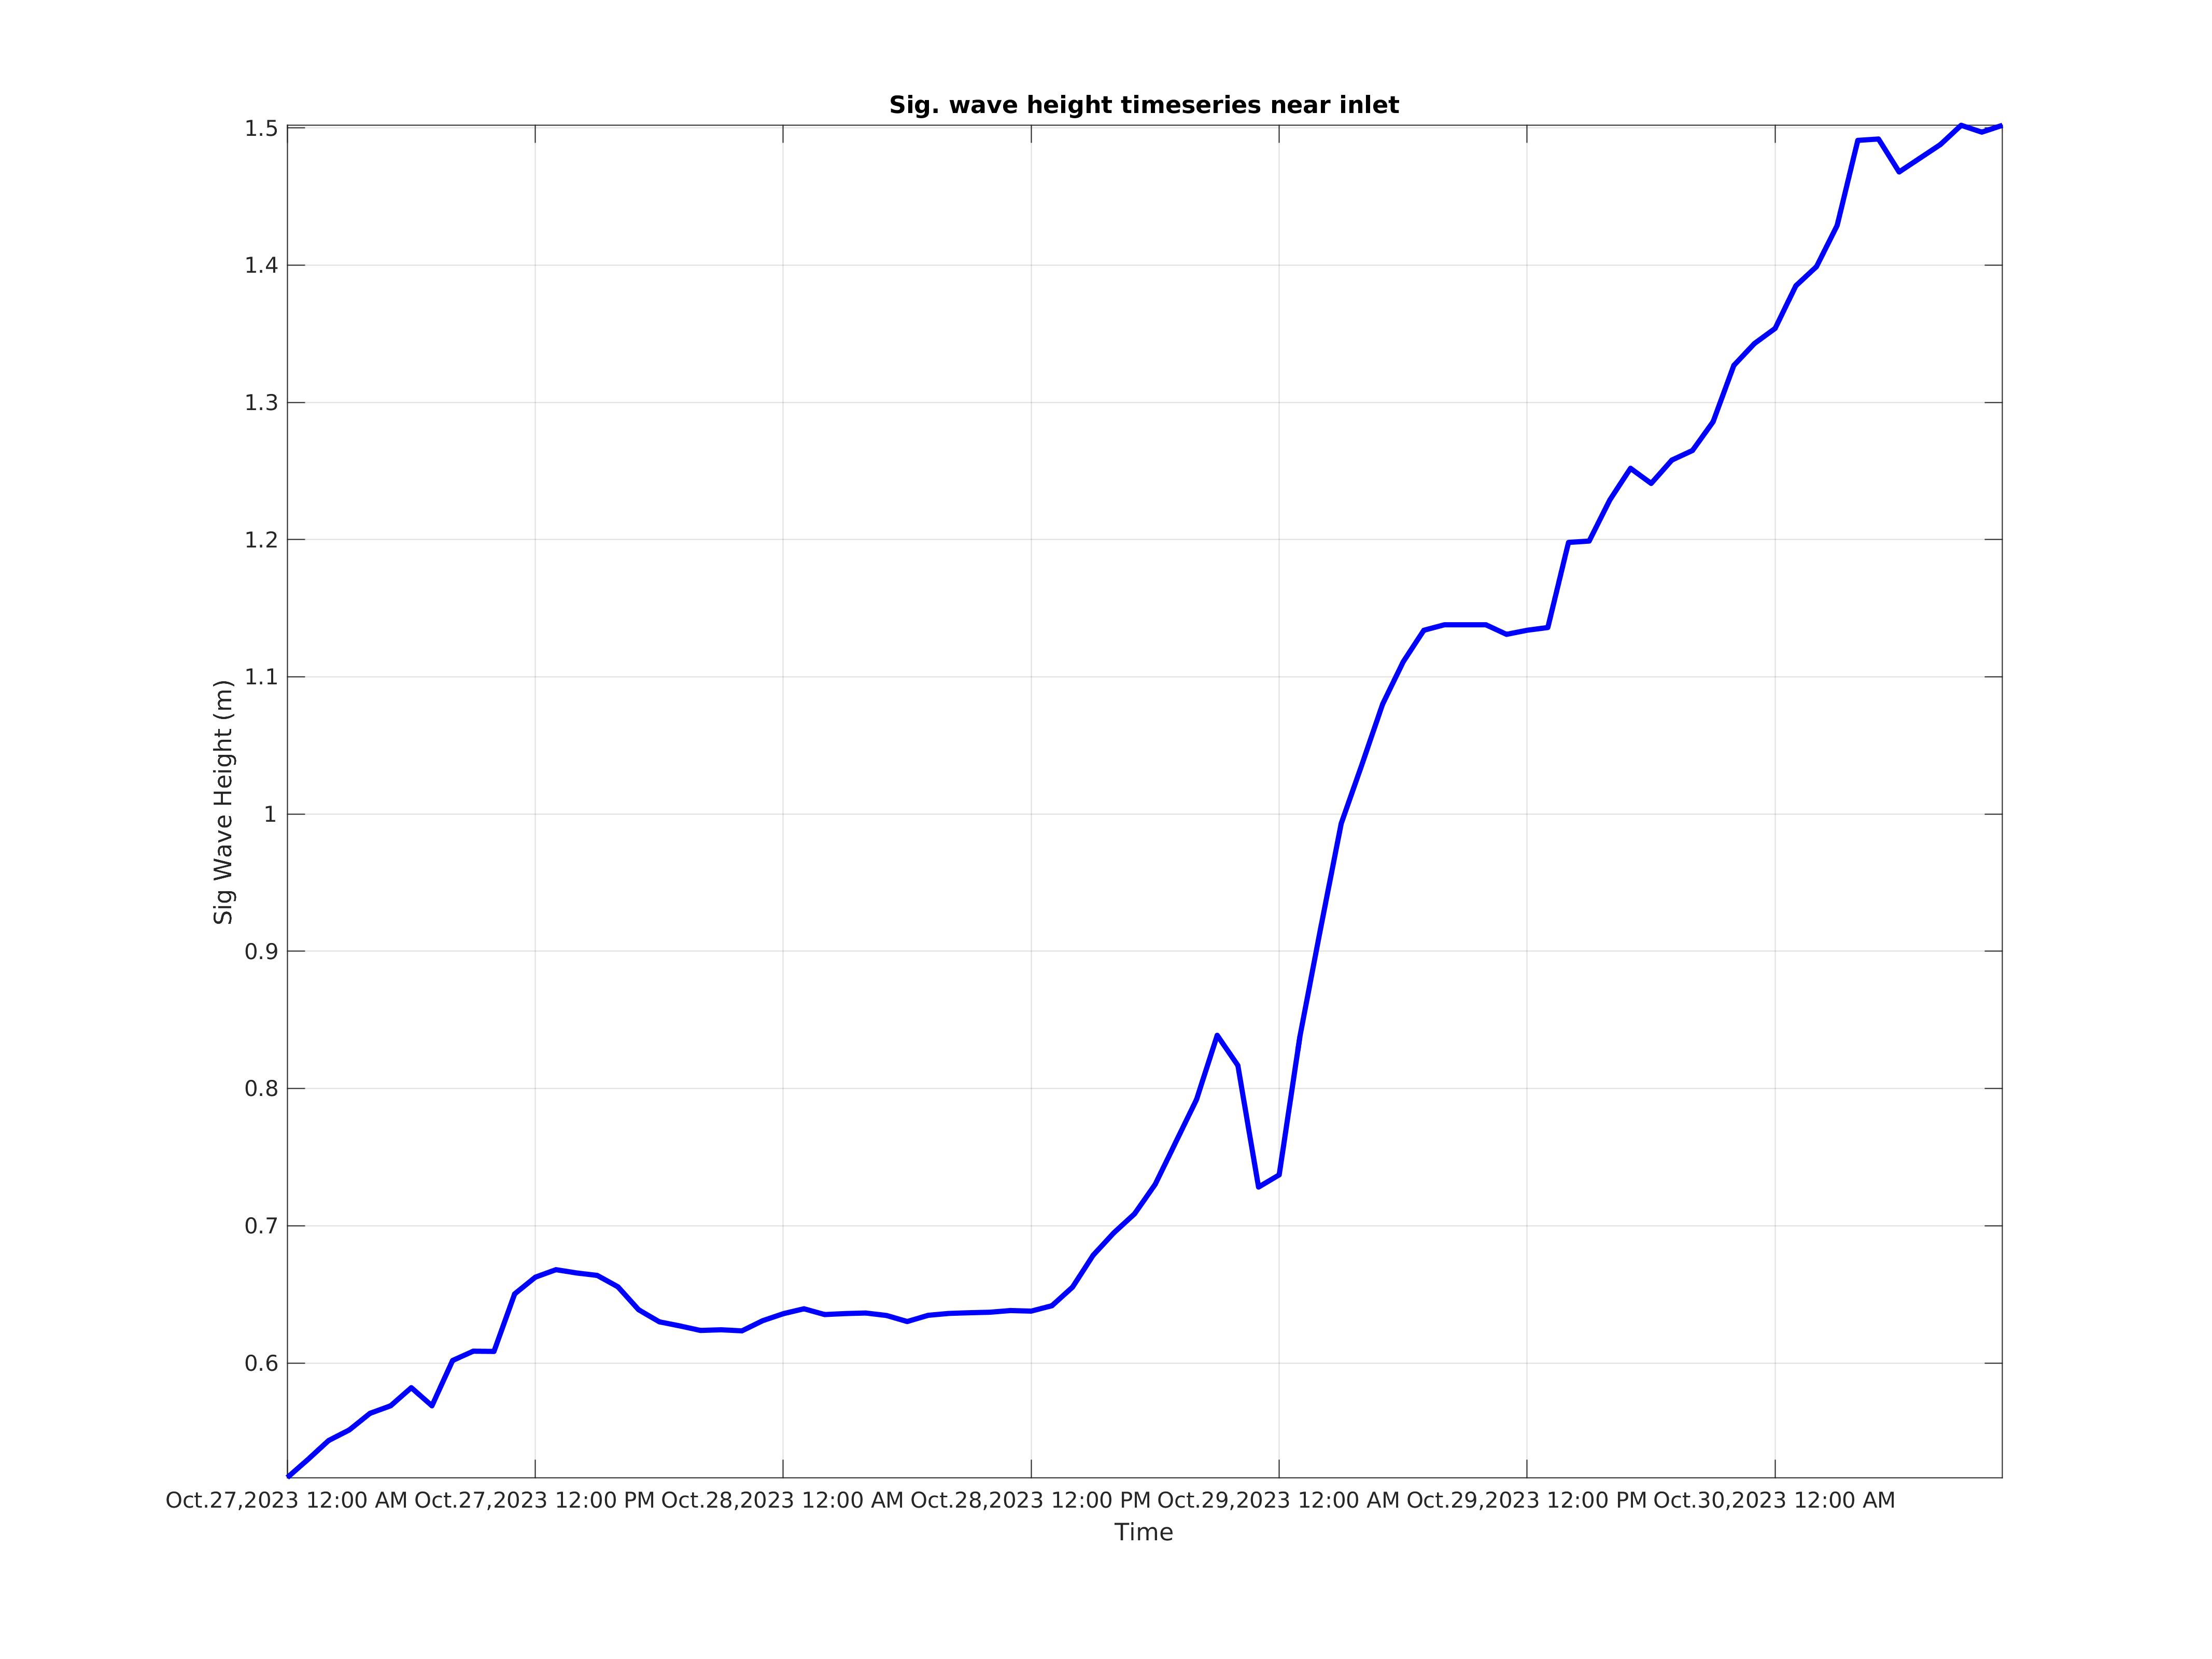 Sig. wave height timeseries near inlet
1.5
1.4
1.3
1.2
1.1
1
0.9
0.8
0.7
0.6
Sig Wave Height (m)
Oct.27,2023 12:00 AM Oct.27,2023 12:00 PM Oct.28,2023 12:00 AM Oct.28,2023 12:00 PM Oct.29,2023 12:00 AM Oct.29,2023 12:00 PM Oct.30,2023 12:00 AM
Time